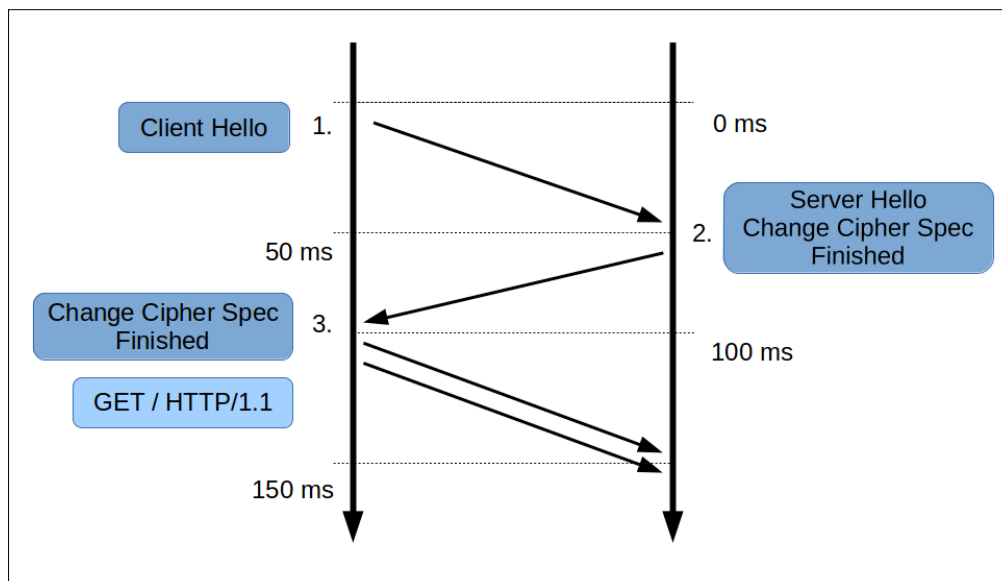 Client Hello
1.
0 ms
Server Hello
Change Cipher Spec
Finished
2.
50 ms
Change Cipher Spec
Finished
3.
100 ms
GET / HTTP/1.1
150 ms